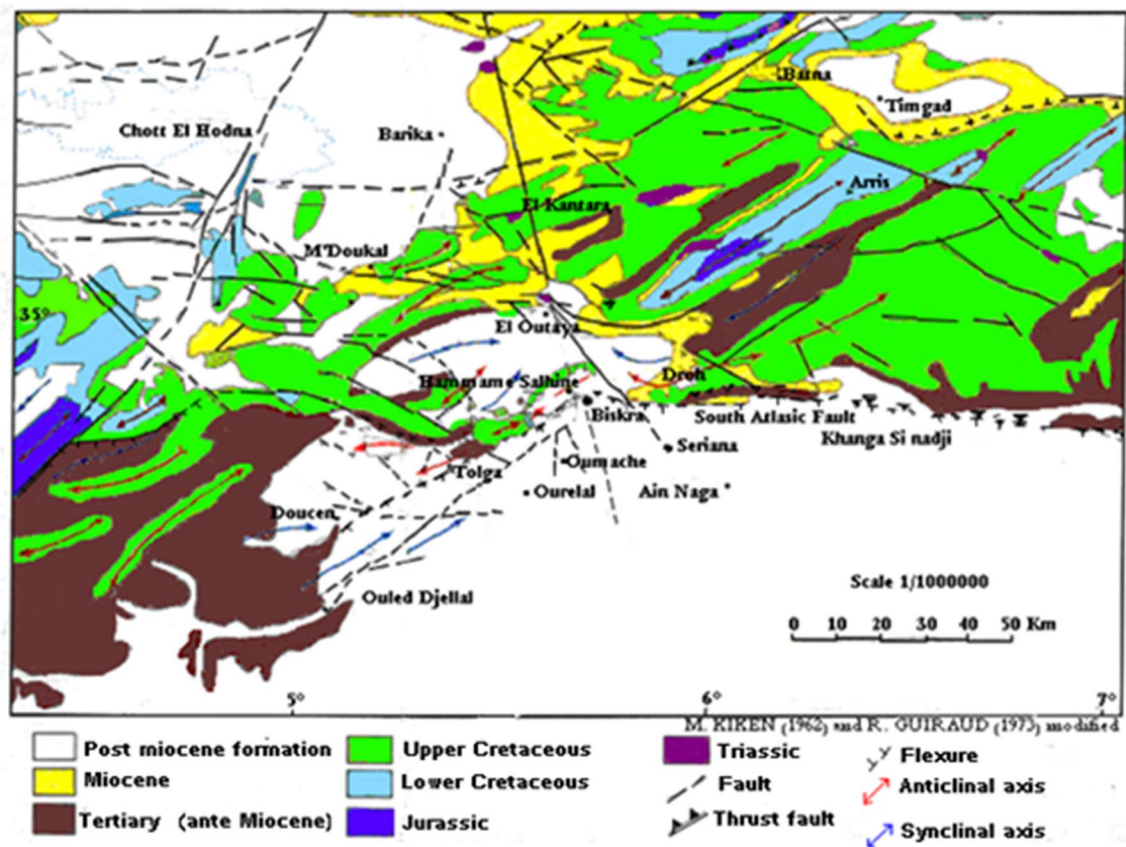 Batna
Timgad
Chott El Hodna
Barika
Arris
El Kantara
M'Doukal
35°
El Outaya
Droh
Hammame Salhine
Biskra
South Atlasic Fault
Khanga Si nadji
Seriana
Oumache
Tolga
Ourelal
Ain Naga
Doucen
Scale 1/1000000
Ouled Djellal
0 10 20 30 40 50 Km
5° 6° 7°
M. KIKEN (1962) and R. GUIRAUD (1973) modified
Post miocene formation
Upper Cretaceous
Triassic
Flexure
Miocene
Lower Cretaceous
Fault
Anticlinal axis
Tertiary (ante Miocene)
Jurassic
Thrust fault
Synclinal axis